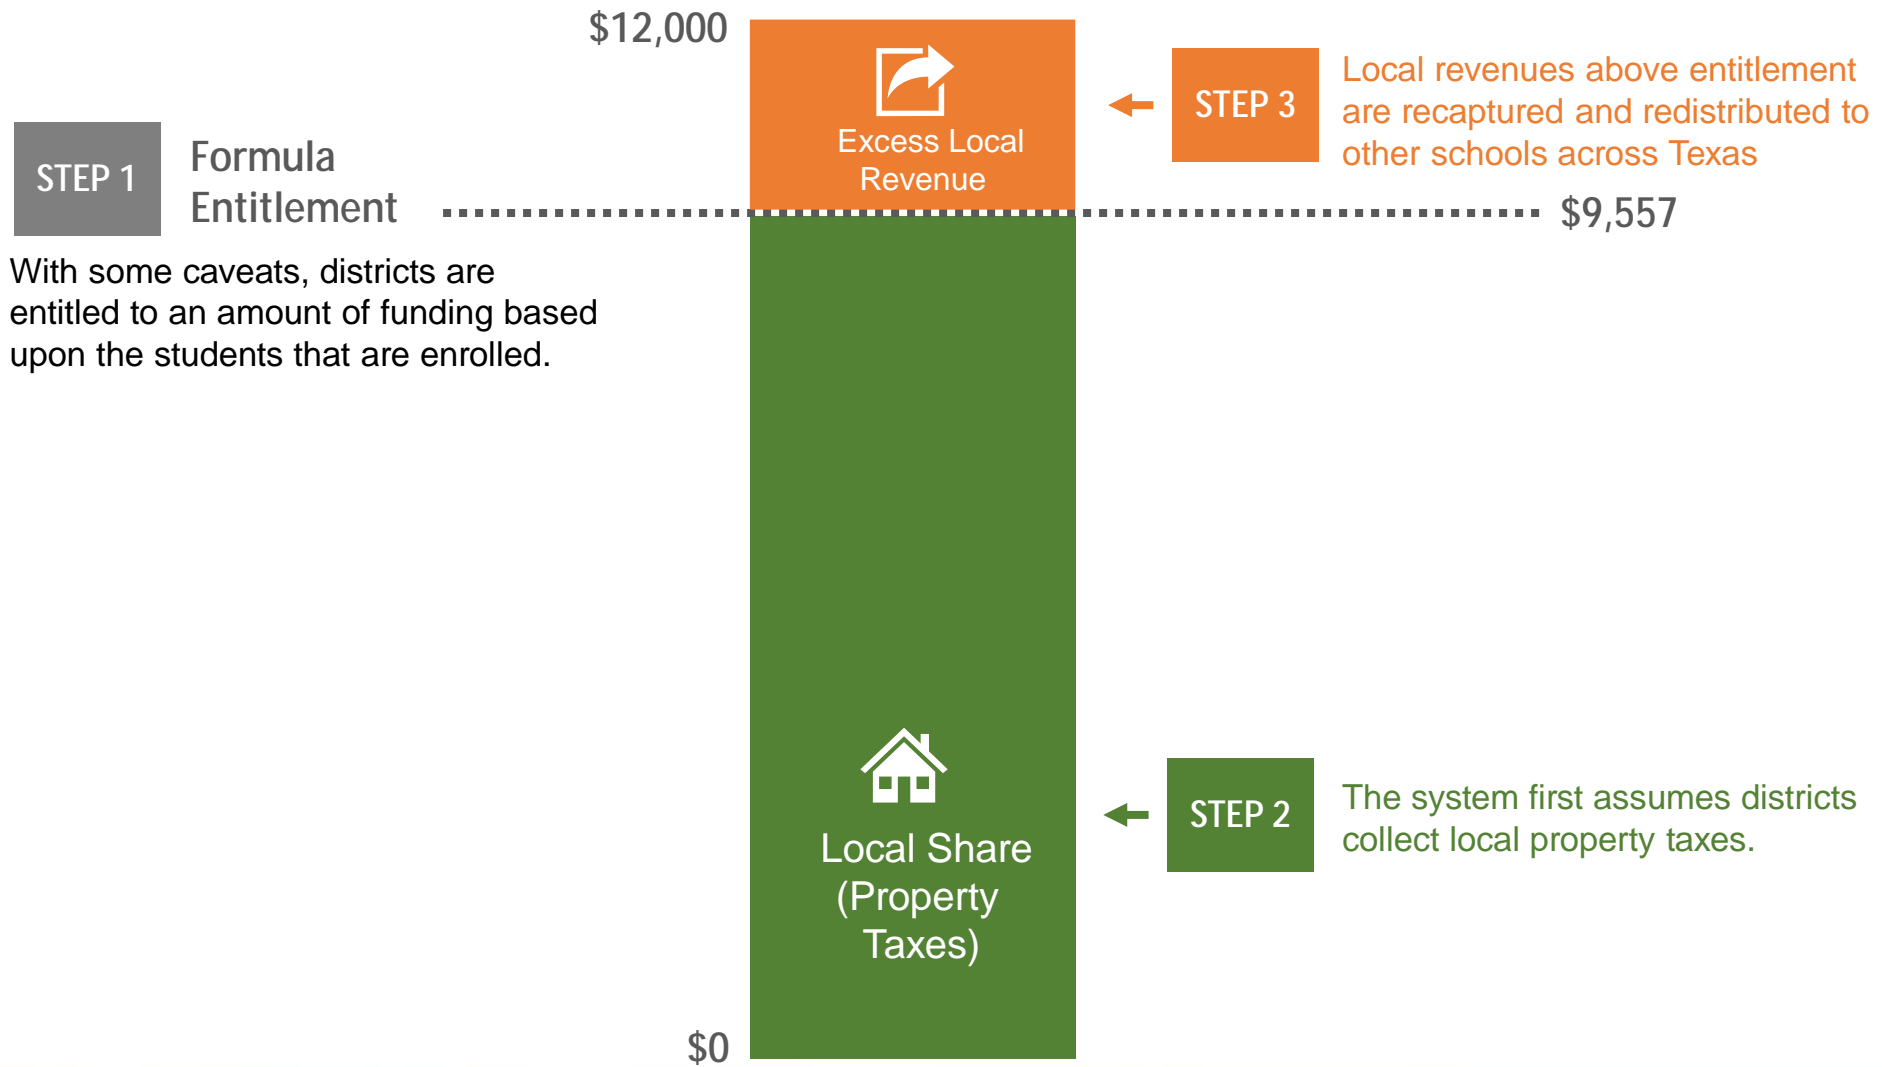 $12,000
Excess Local
Revenue
STEP 3
Local revenues above entitlement
are recaptured and redistributed to
other schools across Texas
STEP 1
Formula
Entitlement
$9,557
With some caveats, districts are
entitled to an amount of funding based
upon the students that are enrolled.
Local Share
(Property
Taxes)
STEP 2
The system first assumes districts
collect local property taxes.
$0